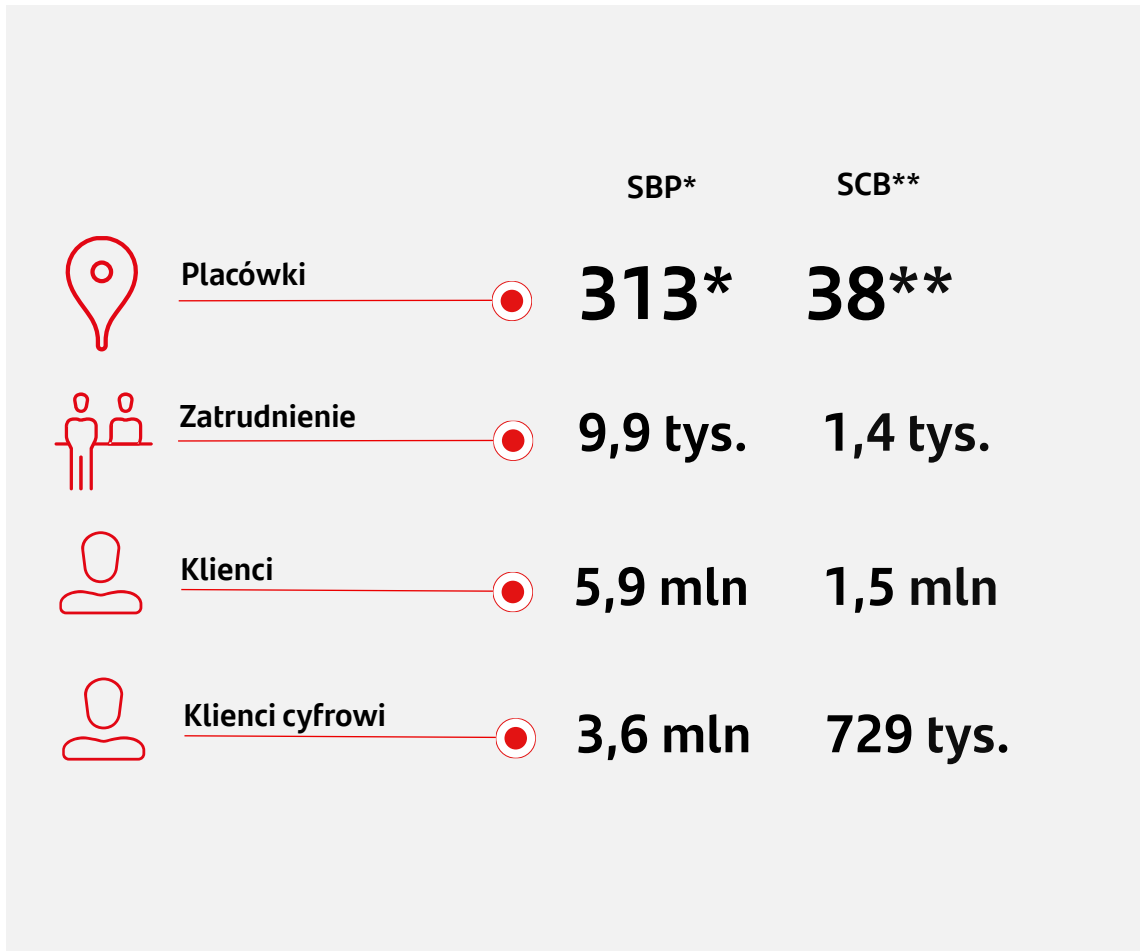 SBP* SCB**
Placówki 313* 38**
Zatrudnienie 9,9 tys. 1,4 tys.
Klienci 5,9 mln 1,5 mln
Klienci cyfrowi 3,6 mln 729 tys.